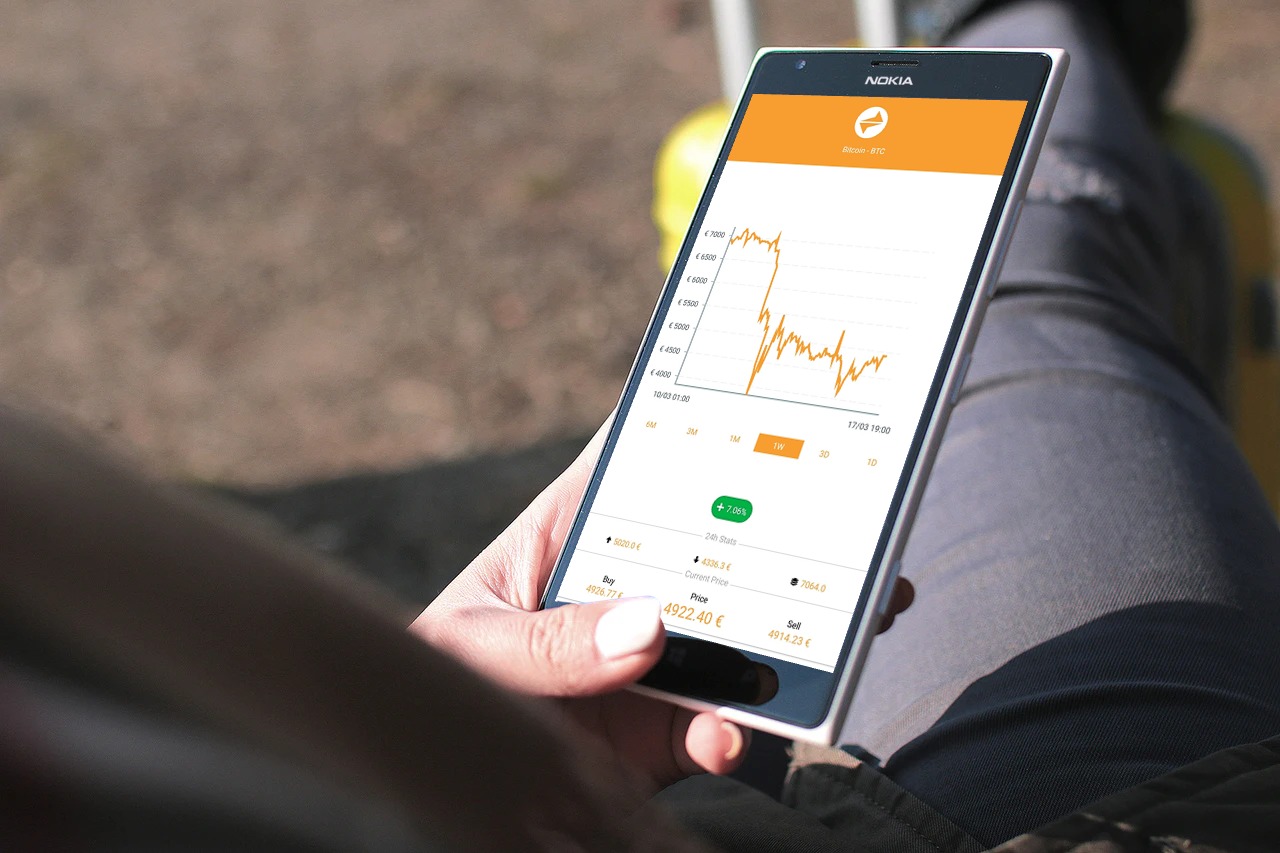 NOKIA
Bitcoin - BTC
€ 7000
€ 6500
€ 6000
€ 5500
€ 5000
€ 4500
€ 4000
10/03 01:00
17/03 19:00
6M 3M 1M 1W 3D 1D
+ 7.06%
24h Stats
5020.0 € 4336.3 € 7064.0
Current Price
Buy Price Sell
4926.77 € 4922.40 € 4914.23 €